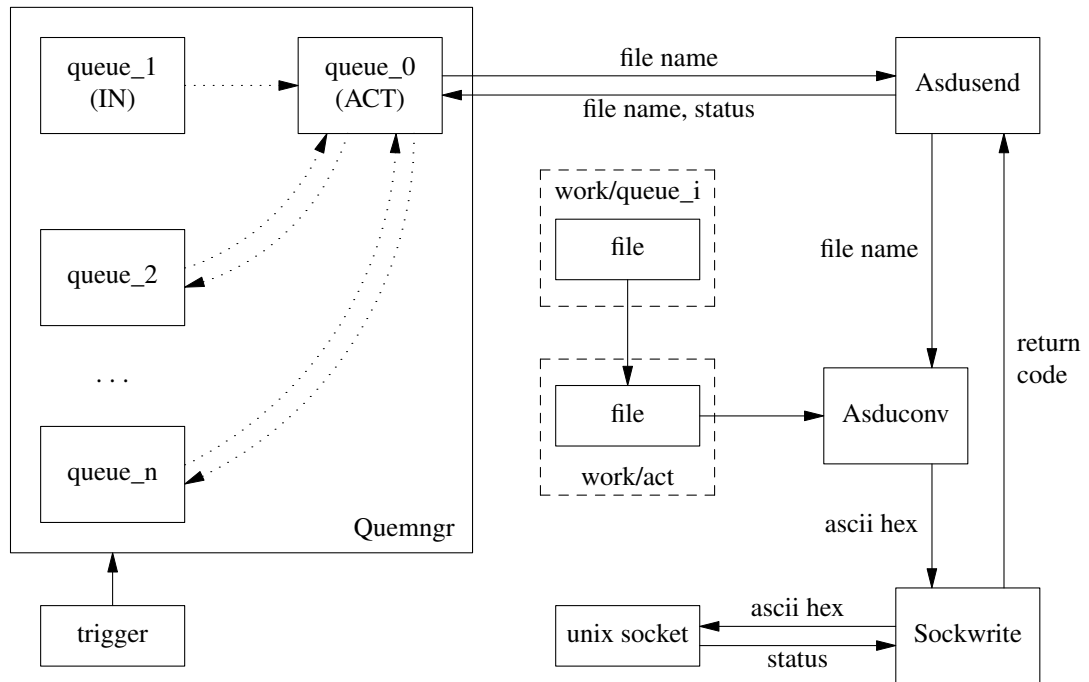 queue_1
(IN)
queue_0
(ACT)
file name
file name, status
Asdusend
work/queue_i
file
queue_2
file name
return
code
. . .
file
Asduconv
work/act
queue_n
Quemngr
ascii hex
trigger
unix socket
ascii hex
status
Sockwrite